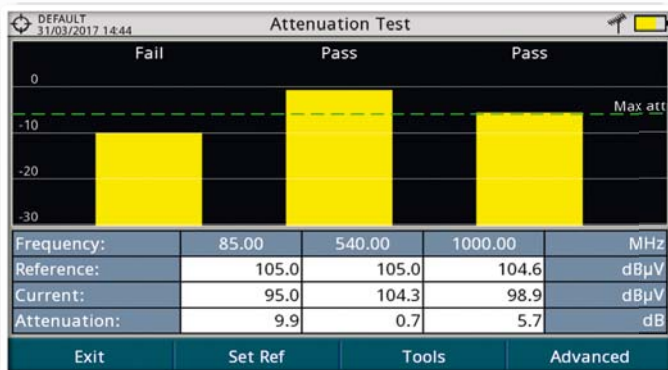 DEFAULT
31/03/2017 14:44
Attenuation Test
Fail Pass Pass
0
Max att
-10
-20
-30
Frequency: 85.00 540.00 1000.00 MHz
Reference: 105.0 105.0 104.6 dBµV
Current: 95.0 104.3 98.9 dBµV
Attenuation: 9.9 0.7 5.7 dB
Exit Set Ref Tools Advanced